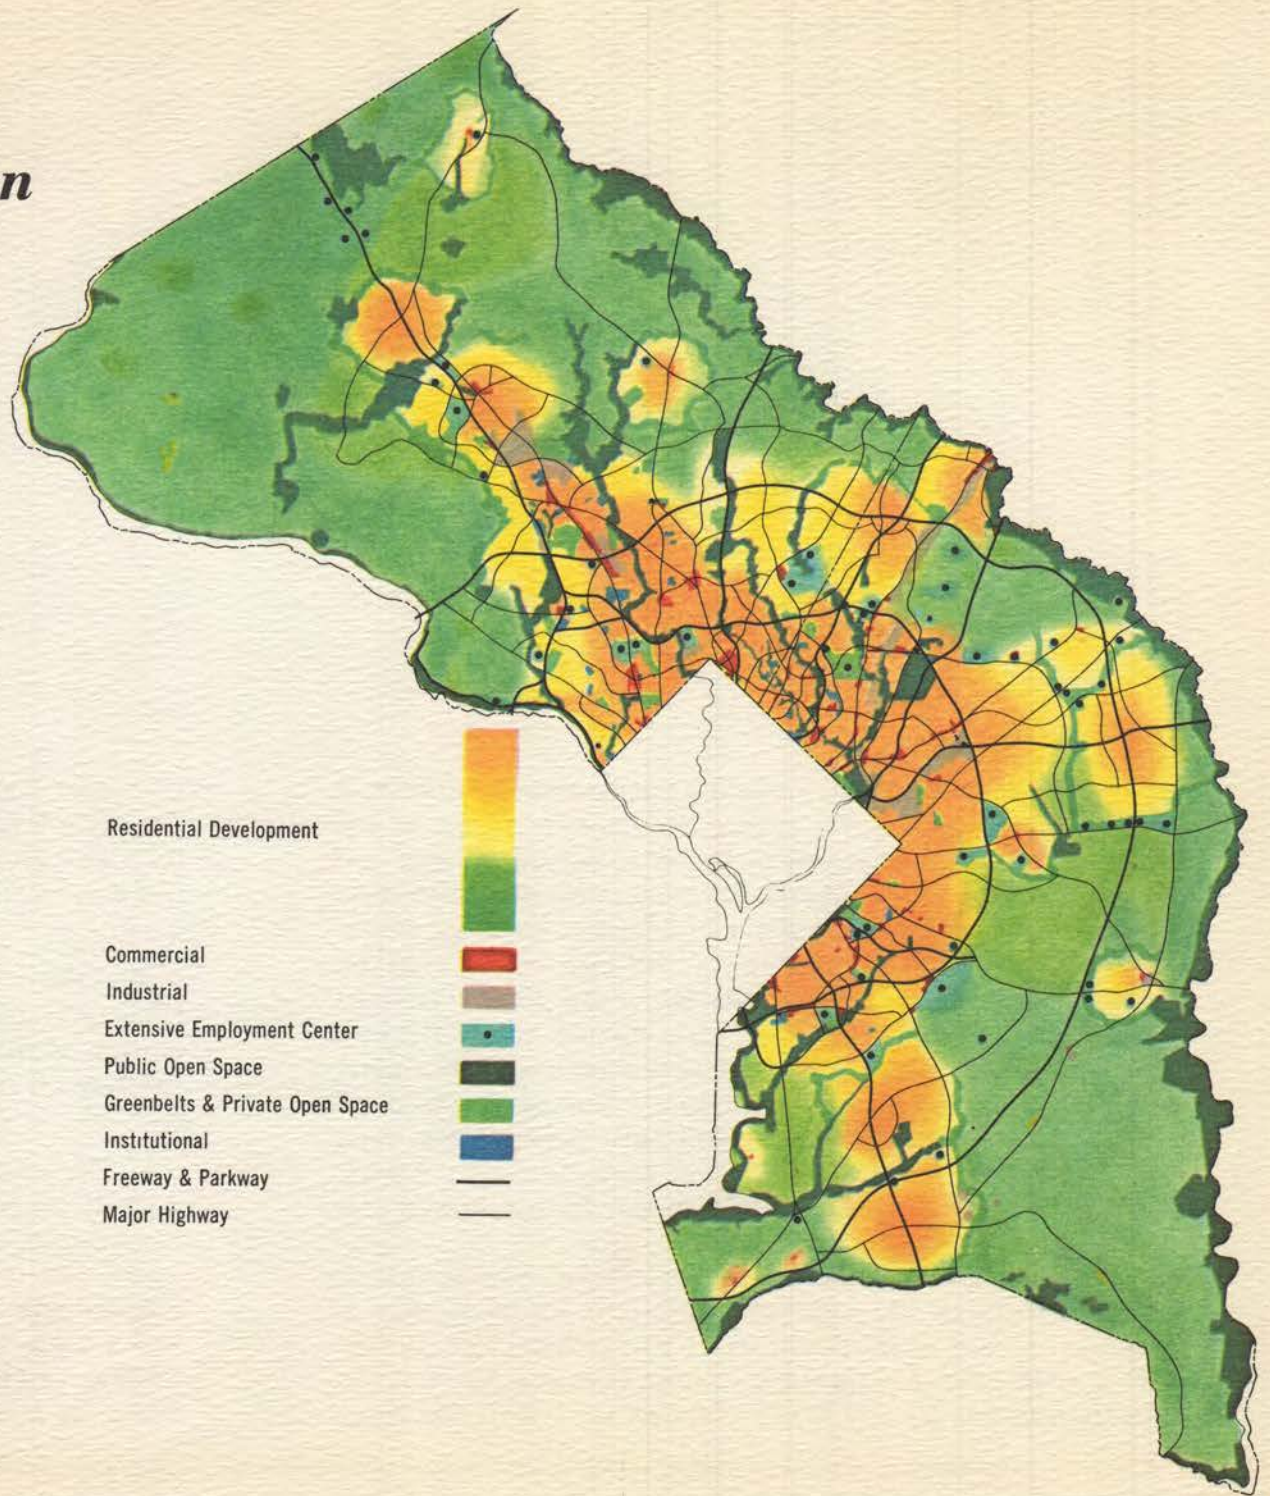 n
Residential Development
Commercial
Industrial
Extensive Employment Center
Public Open Space
Greenbelts & Private Open Space
Institutional
Freeway & Parkway
Major Highway